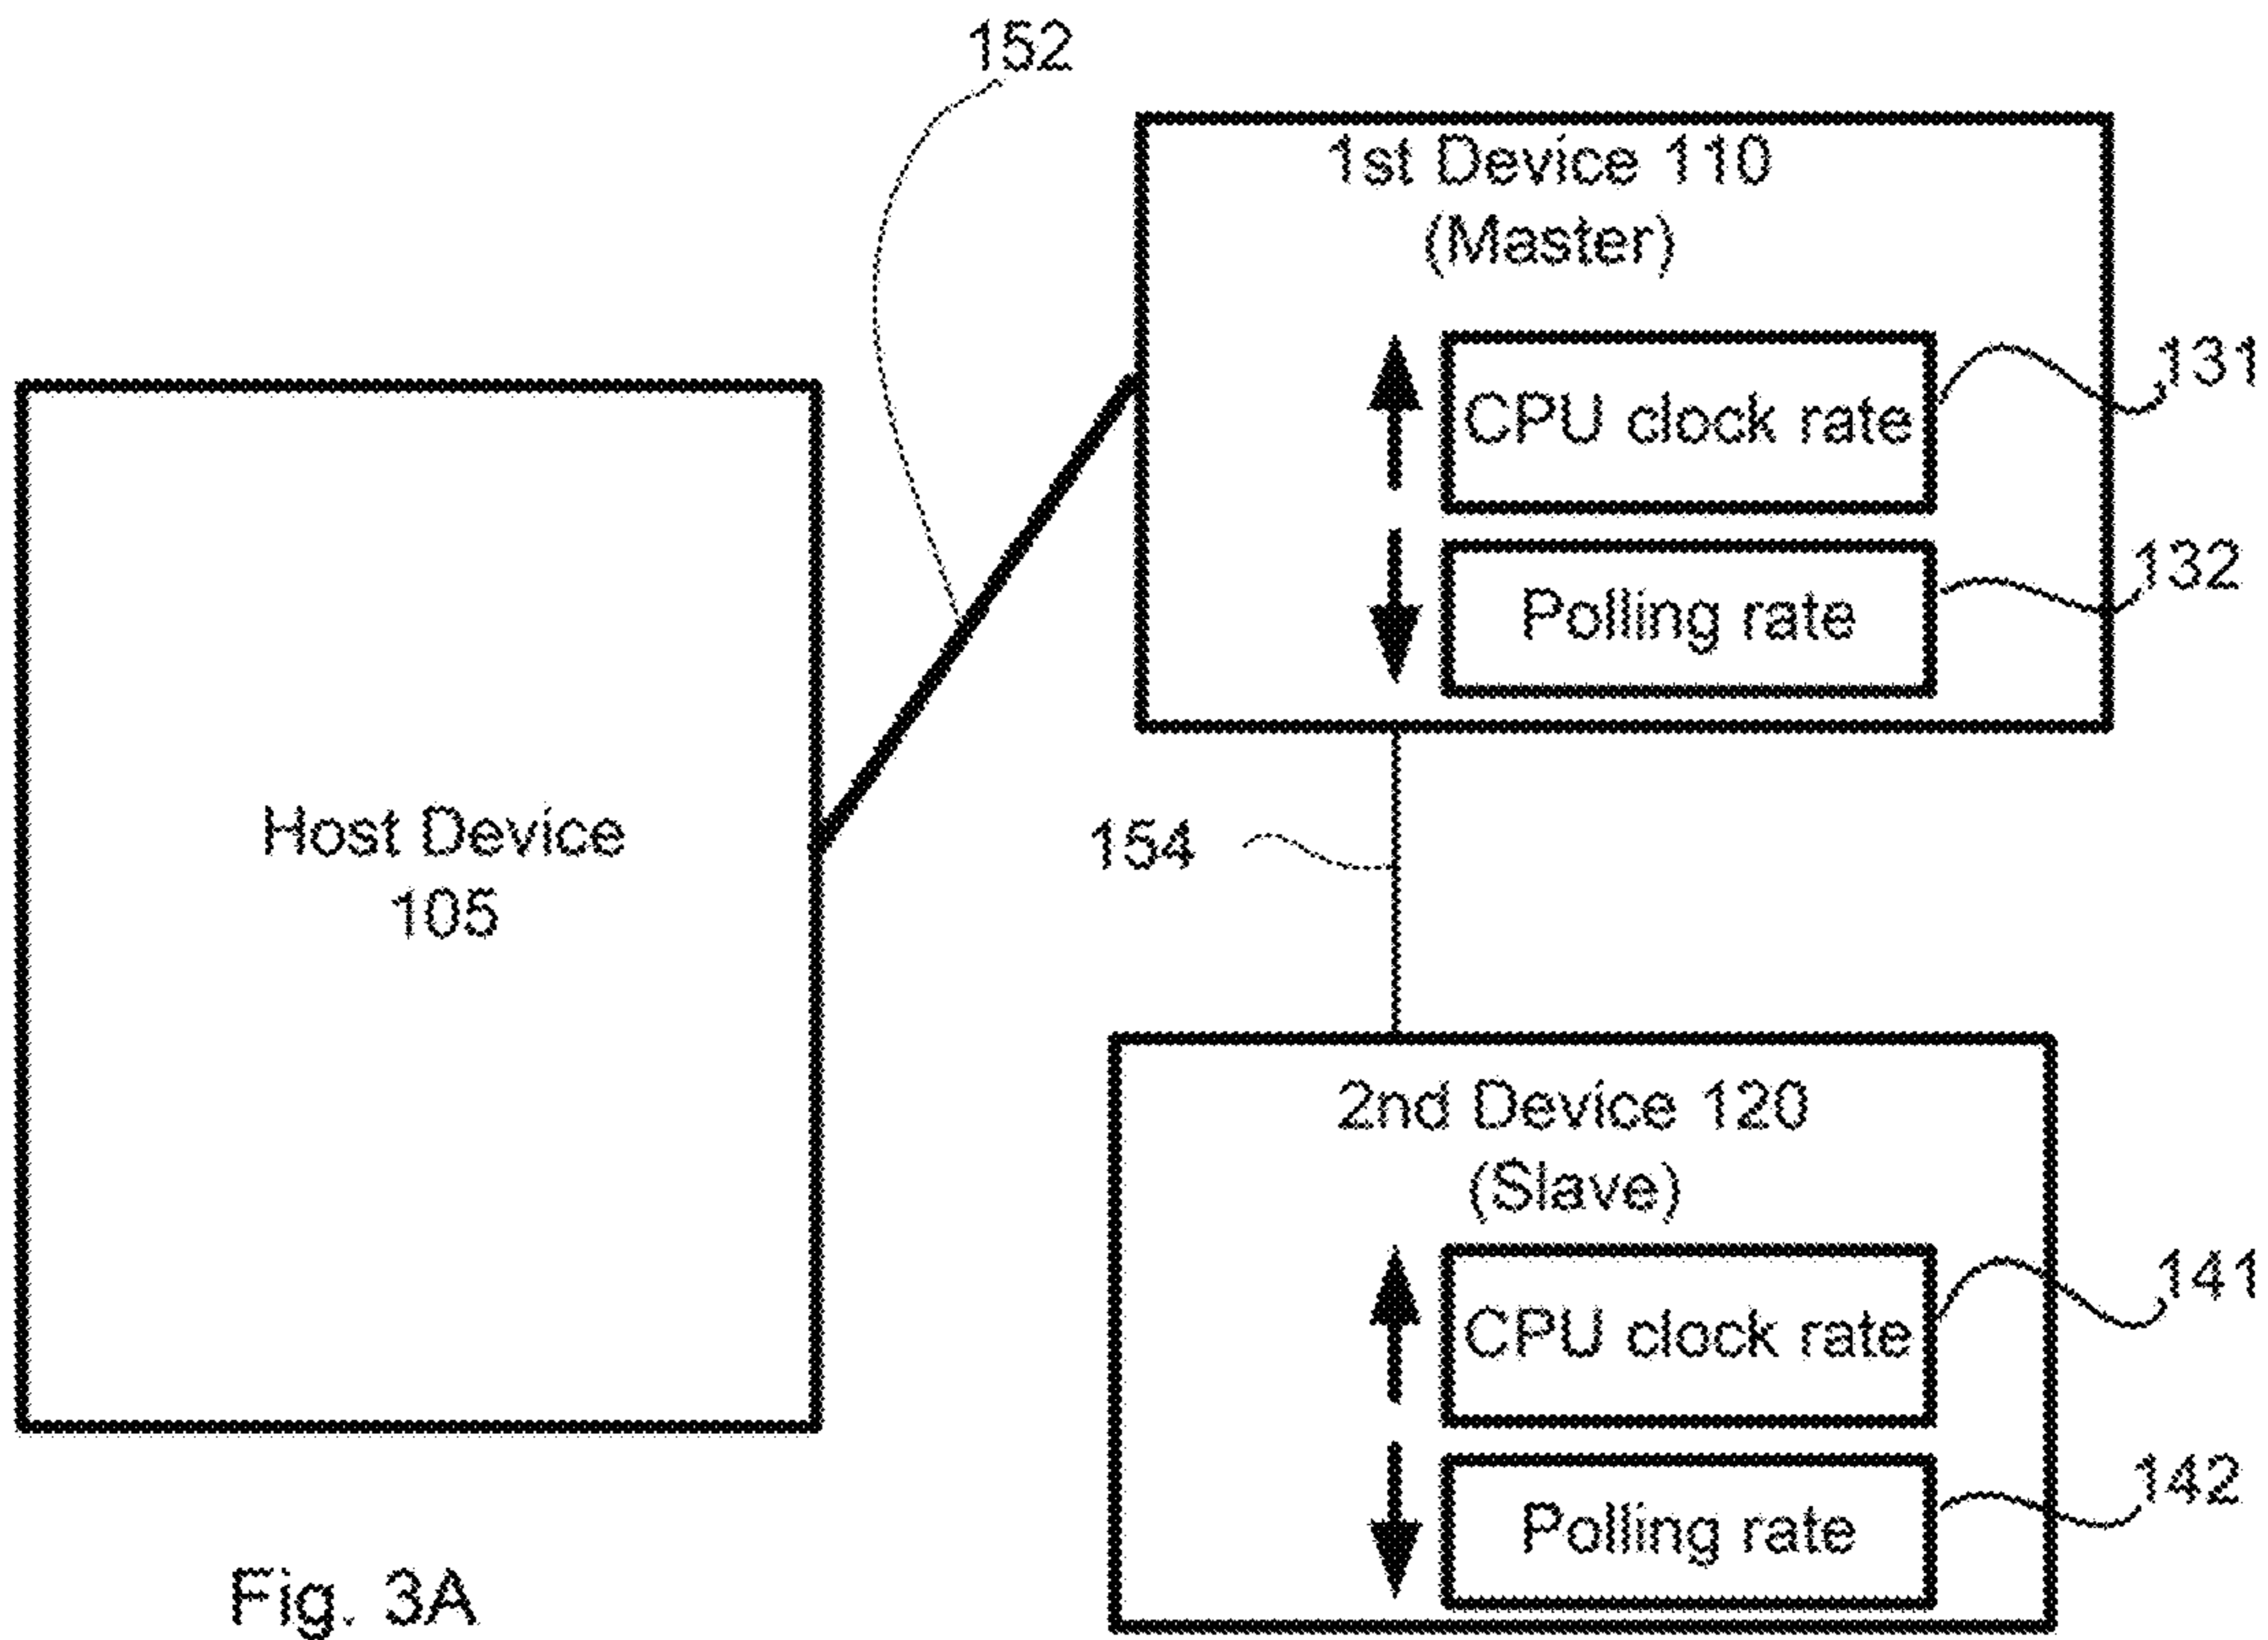 152
1st Device 110
(Master)
CPU clock rate
131
Polling rate
132
Host Device
105
154
2nd Device 120
(Slave)
CPU clock rate
141
Polling rate
142
Fig. 3A